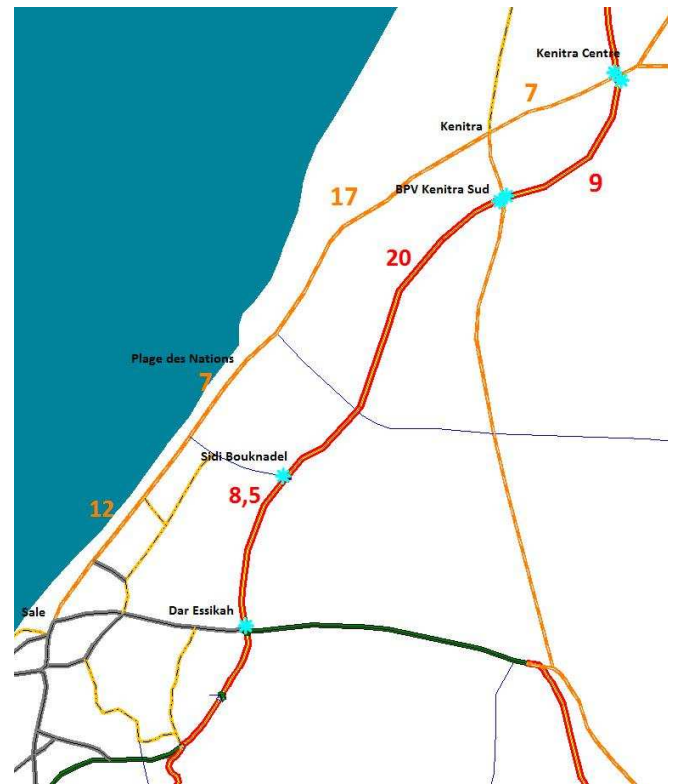 Kenitra Centre
7
Kenitra
BPV Kenitra Sud
9
17
20
Plage des Nations
7
Sidi Bouknadel
8,5
12
Sale
Dar Essikah